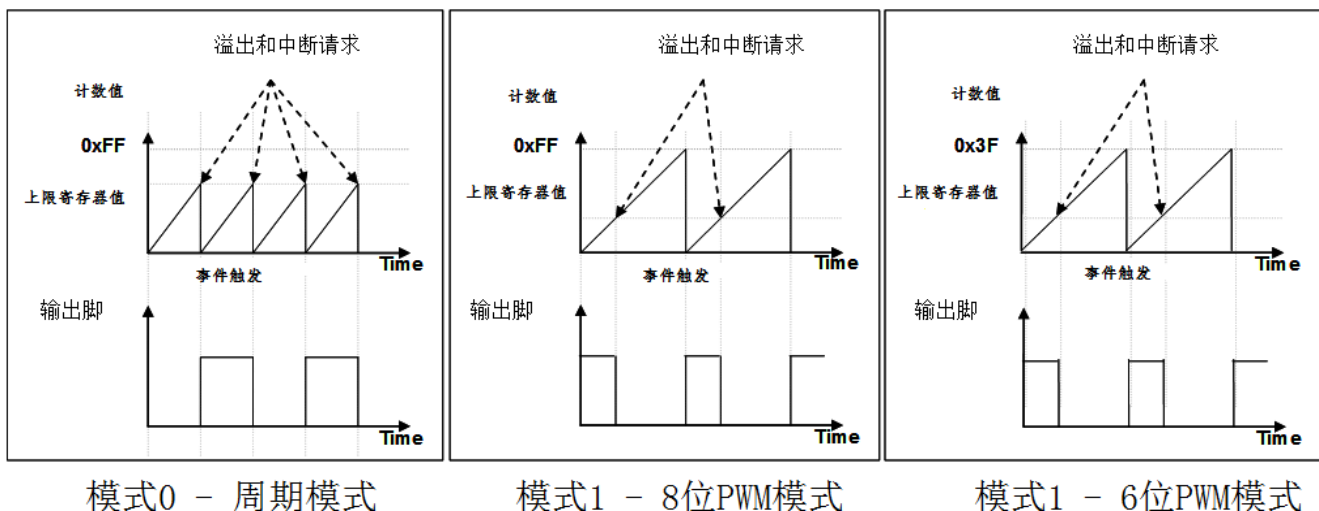 溢出和中断请求
计数值
0xFF
上限寄存器值
Time
事件触发
输出脚
Time
模式0 - 周期模式
溢出和中断请求
计数值
0xFF
上限寄存器值
Time
事件触发
输出脚
Time
模式1 - 8位PWM模式
溢出和中断请求
计数值
0x3F
上限寄存器值
Time
事件触发
输出脚
Time
模式1 - 6位PWM模式